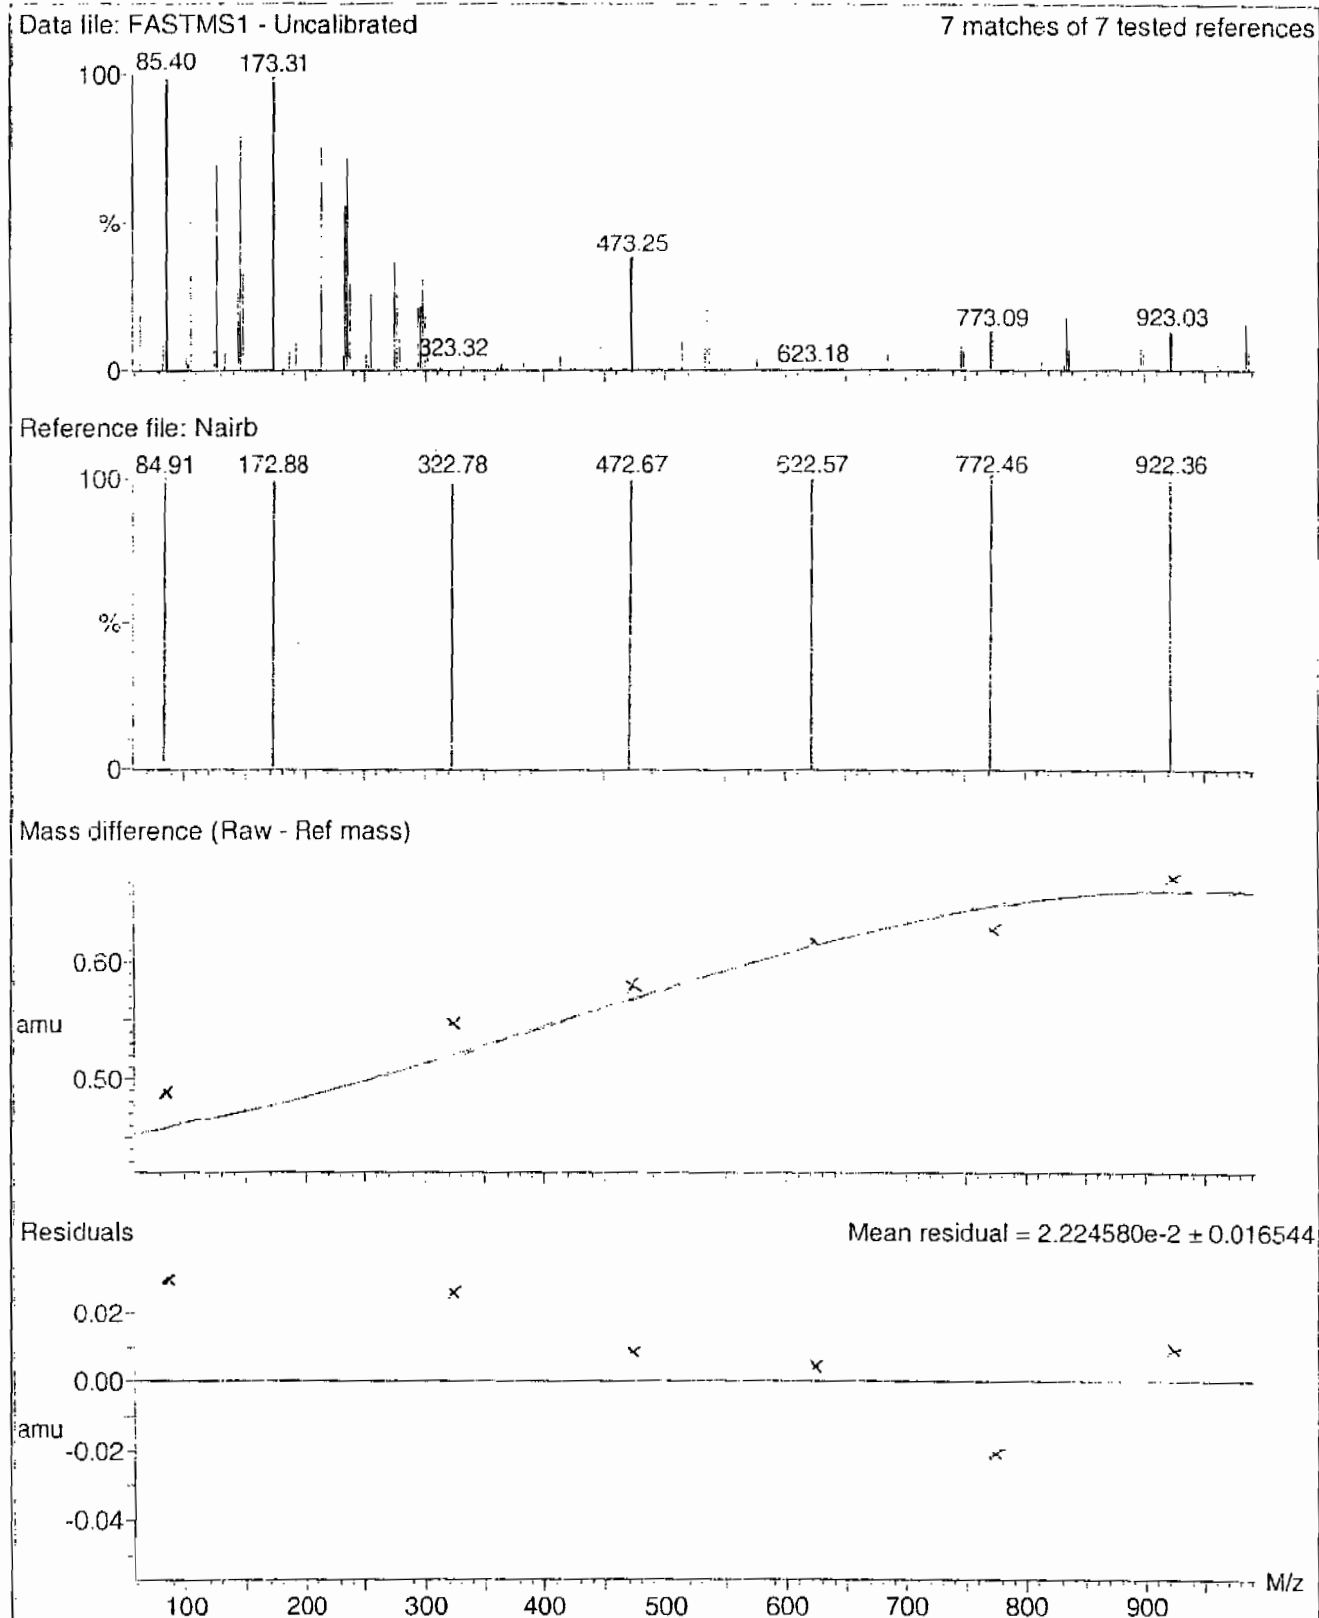 Data file: FASTMS1 - Uncalibrated
7 matches of 7 tested references
85.40 173.31
100
%
473.25
773.09 923.03
323.32 623.18
0
Reference file: Nairb
84.91 172.88 322.78 472.67 622.57 772.46 922.36
100
%
0
Mass difference (Raw - Ref mass)
0.60
amu
0.50
Residuals
Mean residual = 2.224580e-2 ± 0.016544
0.02
0.00
amu
-0.02
-0.04
M/z
100 200 300 400 500 600 700 800 900